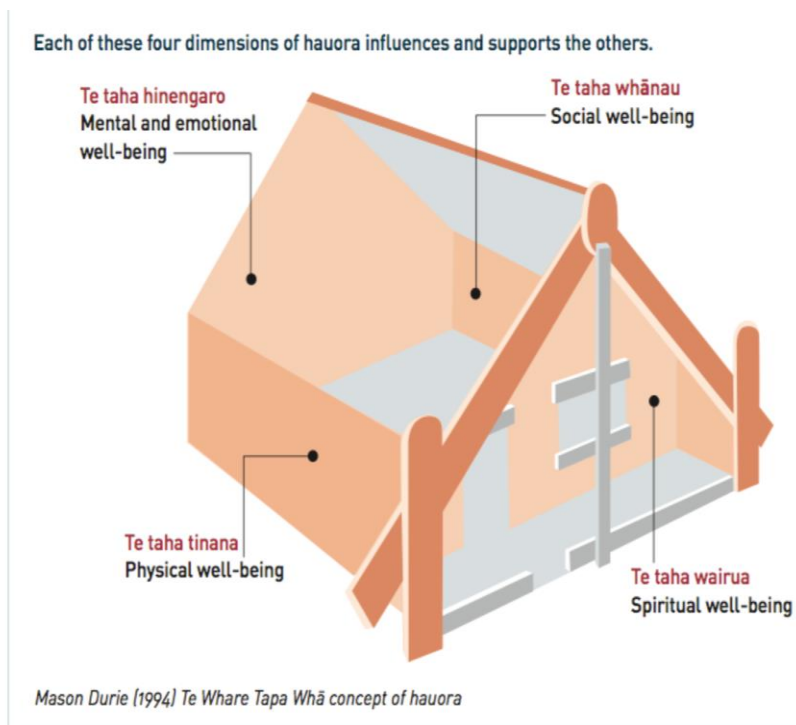 Each of these four dimensions of hauora influences and supports the others.
Te taha hinengaro
Mental and emotional
well-being
Te taha whānau
Social well-being
Te taha tinana
Physical well-being
Te taha wairua
Spiritual well-being
Mason Durie (1994) Te Whare Tapa Whā concept of hauora